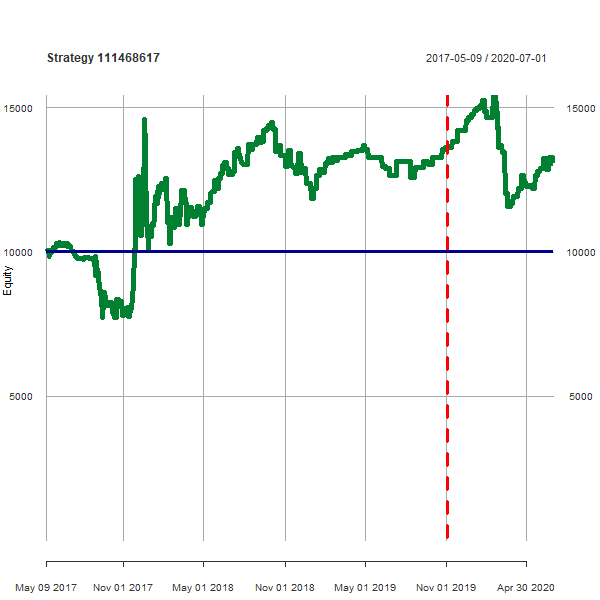 Strategy 111468617
2017-05-09 / 2020-07-01
15000
15000
10000
10000
Equity
5000
5000
May 09 2017
Nov 01 2017
May 01 2018
Nov 01 2018
May 01 2019
Nov 01 2019
Apr 30 2020